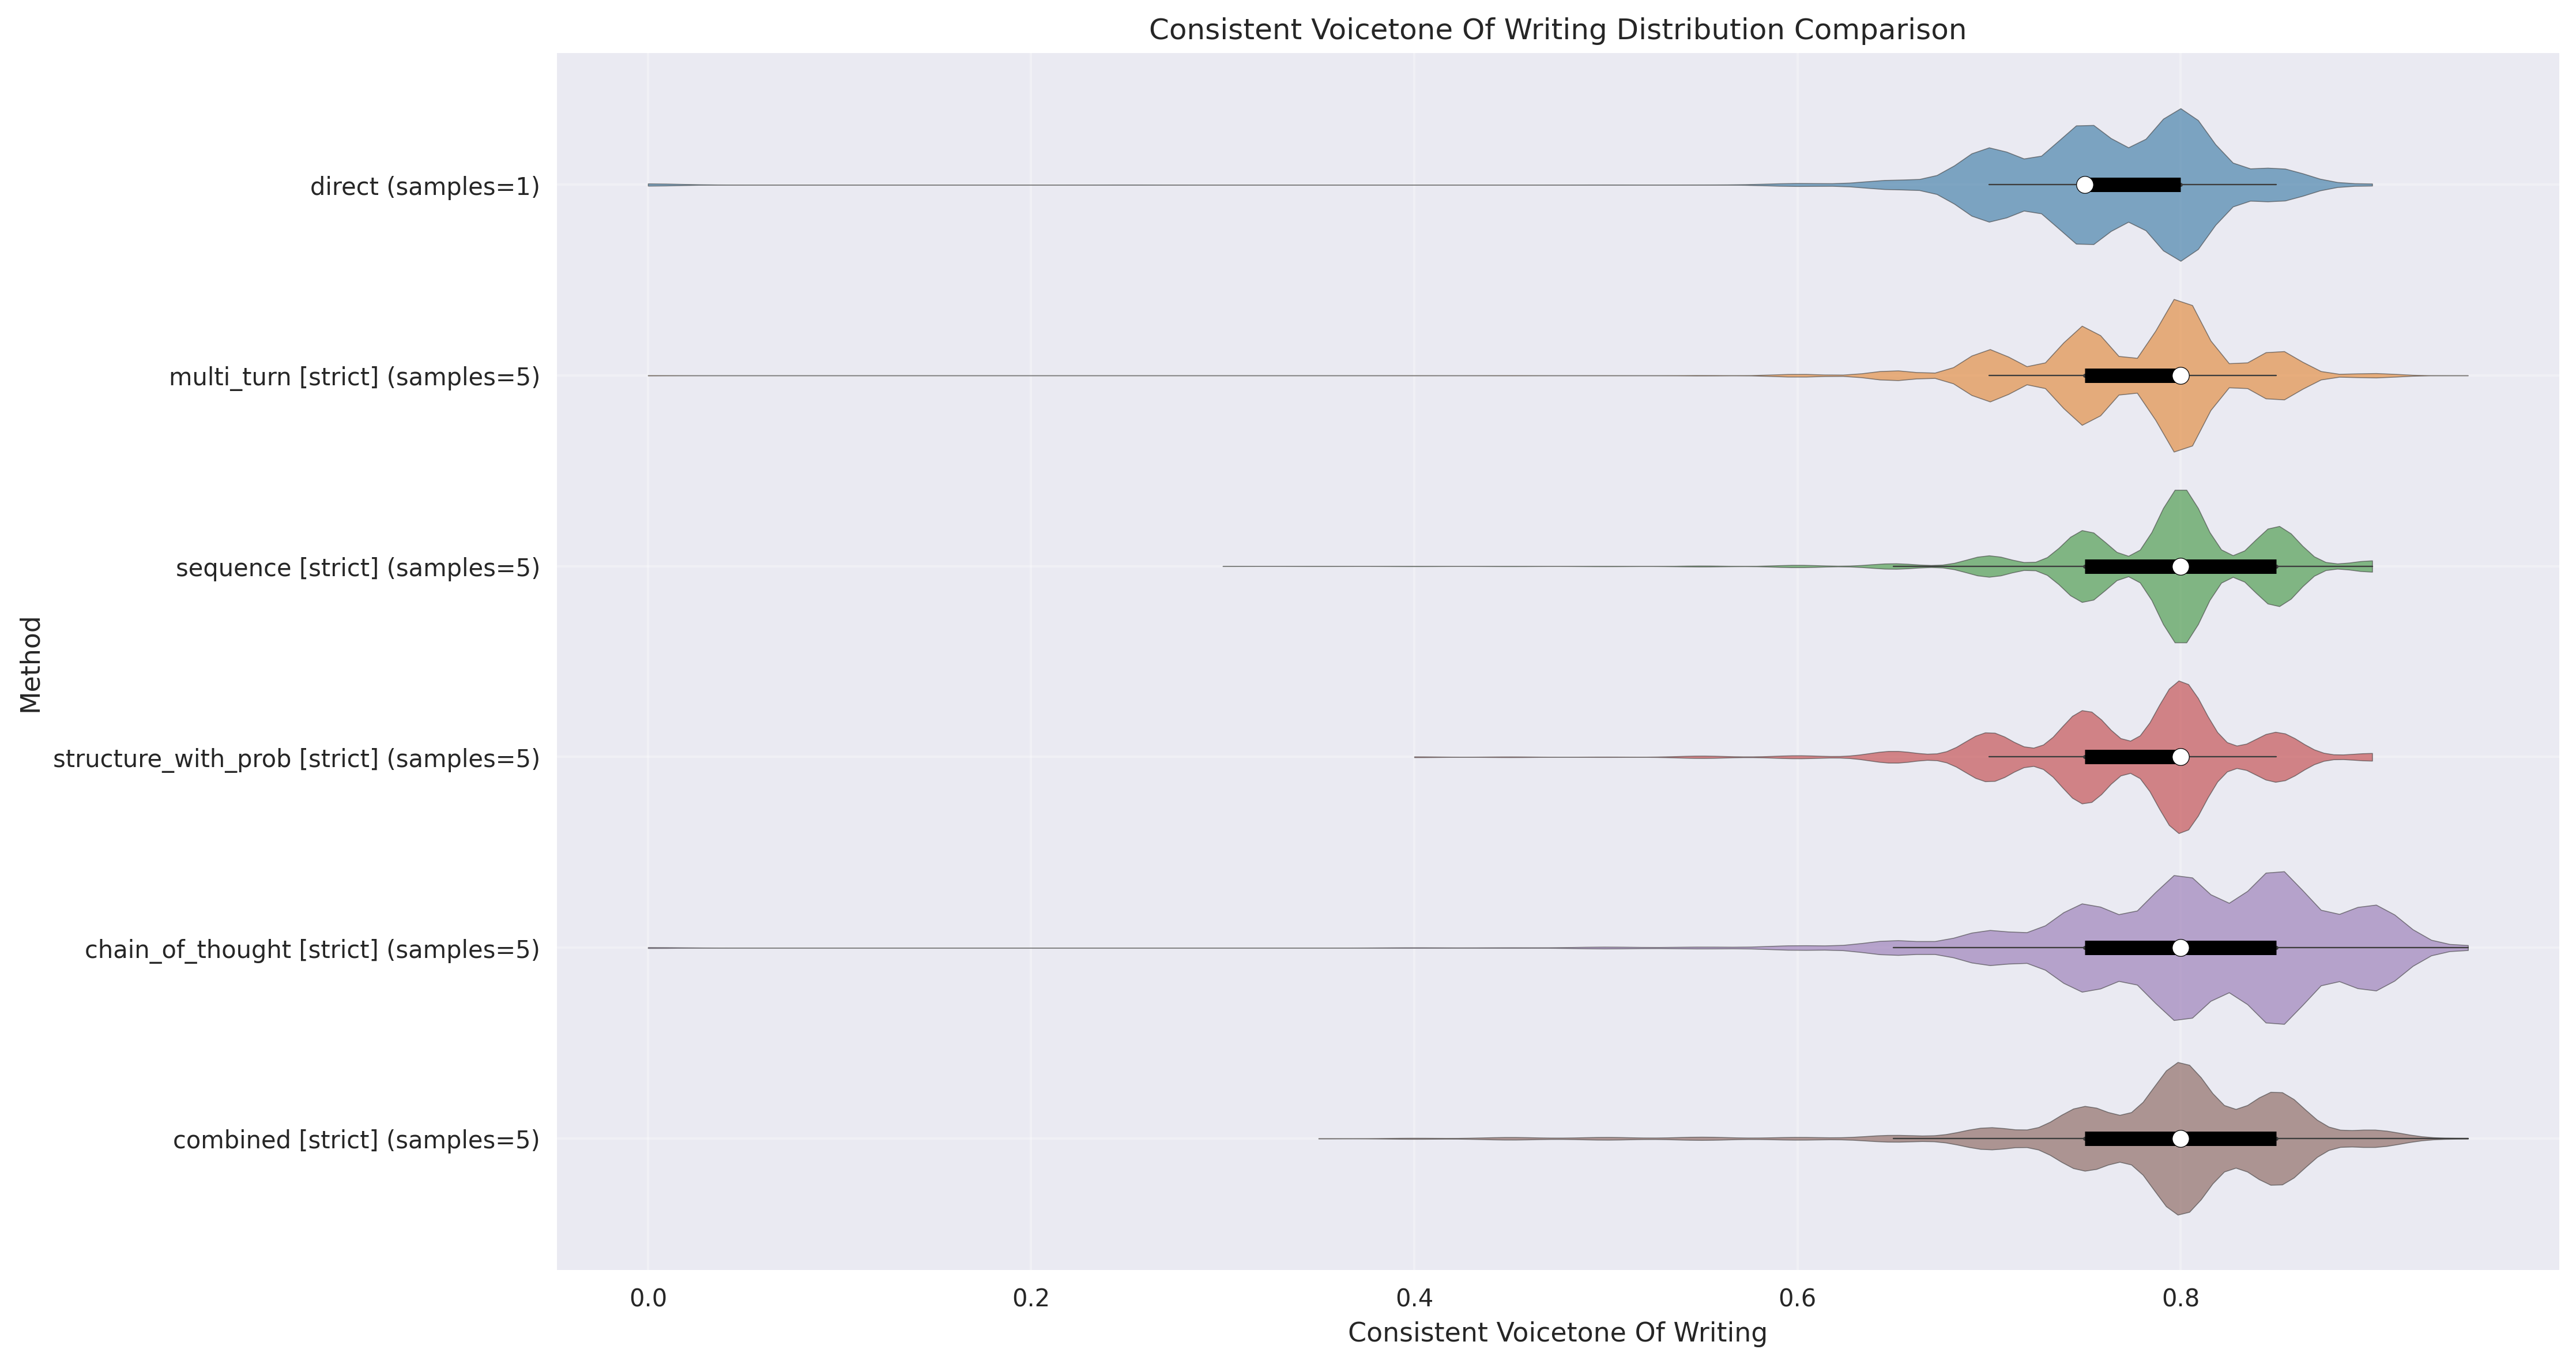 Consistent Voicetone Of Writing Distribution Comparison
Method
direct (samples=1)
multi_turn [strict] (samples=5)
sequence [strict] (samples=5)
structure_with_prob [strict] (samples=5)
chain_of_thought [strict] (samples=5)
combined [strict] (samples=5)
0.0 0.2 0.4 0.6 0.8
Consistent Voicetone Of Writing